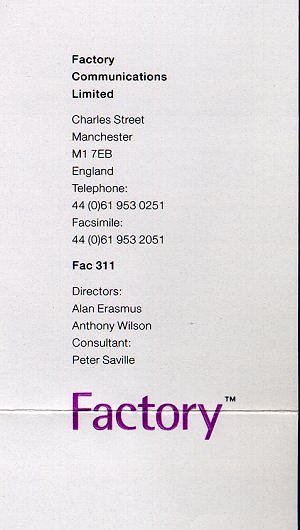 Factory
Communications
Limited
Charles Street
Manchester
M1 7EB
England
Telephone:
44 (0)61 953 0251
Facsimile:
44 (0)61 953 2051
Fac 311
Directors:
Alan Erasmus
Anthony Wilson
Consultant:
Peter Saville
Factory™